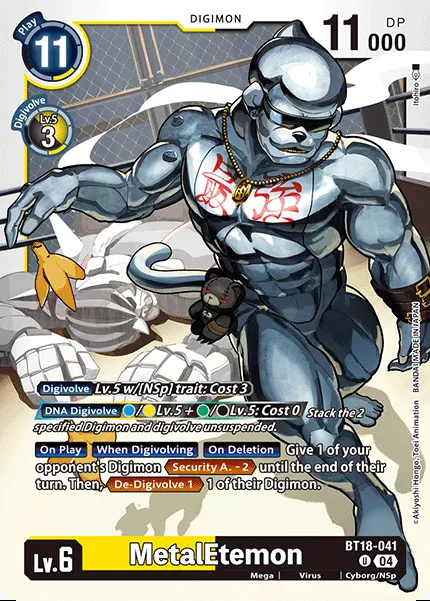 DIGIMON
Play
11
11000 DP
Digivolve
Lv.5
3
Itohiro
最強
Digivolve Lv.5 w/[NSp] trait: Cost 3
DNA Digivolve / Lv.5 + / Lv.5: Cost 0 Stack the 2
specified Digimon and digivolve unsuspended.
On Play When Digivolving On Deletion Give 1 of your
opponent's Digimon Security A. -2 until the end of their
turn. Then, De-Digivolve 1 1 of their Digimon.
©Akiyoshi Hongo, Toei Animation BANDAI MADE IN JAPAN
Lv.6
MetalEtemon
BT18-041
U 04
Mega Virus Cyborg/NSp